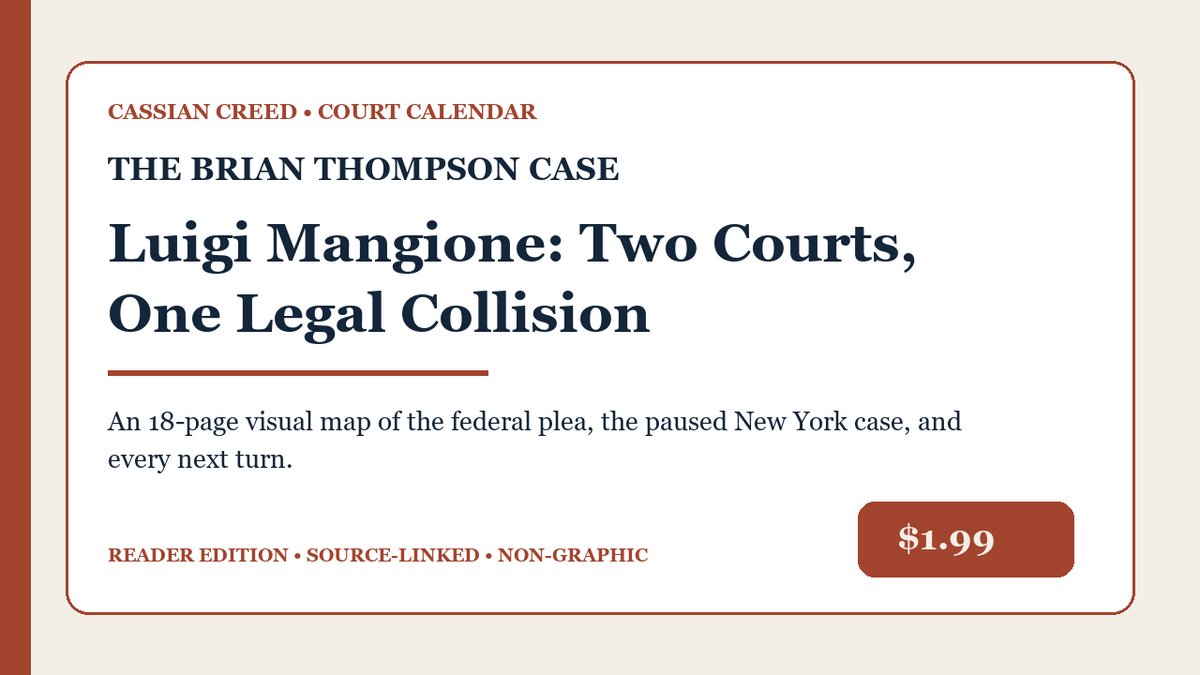 CASSIAN CREED • COURT CALENDAR
THE BRIAN THOMPSON CASE
Luigi Mangione: Two Courts,
One Legal Collision
An 18-page visual map of the federal plea, the paused New York case, and
every next turn.
READER EDITION • SOURCE-LINKED • NON-GRAPHIC
$1.99